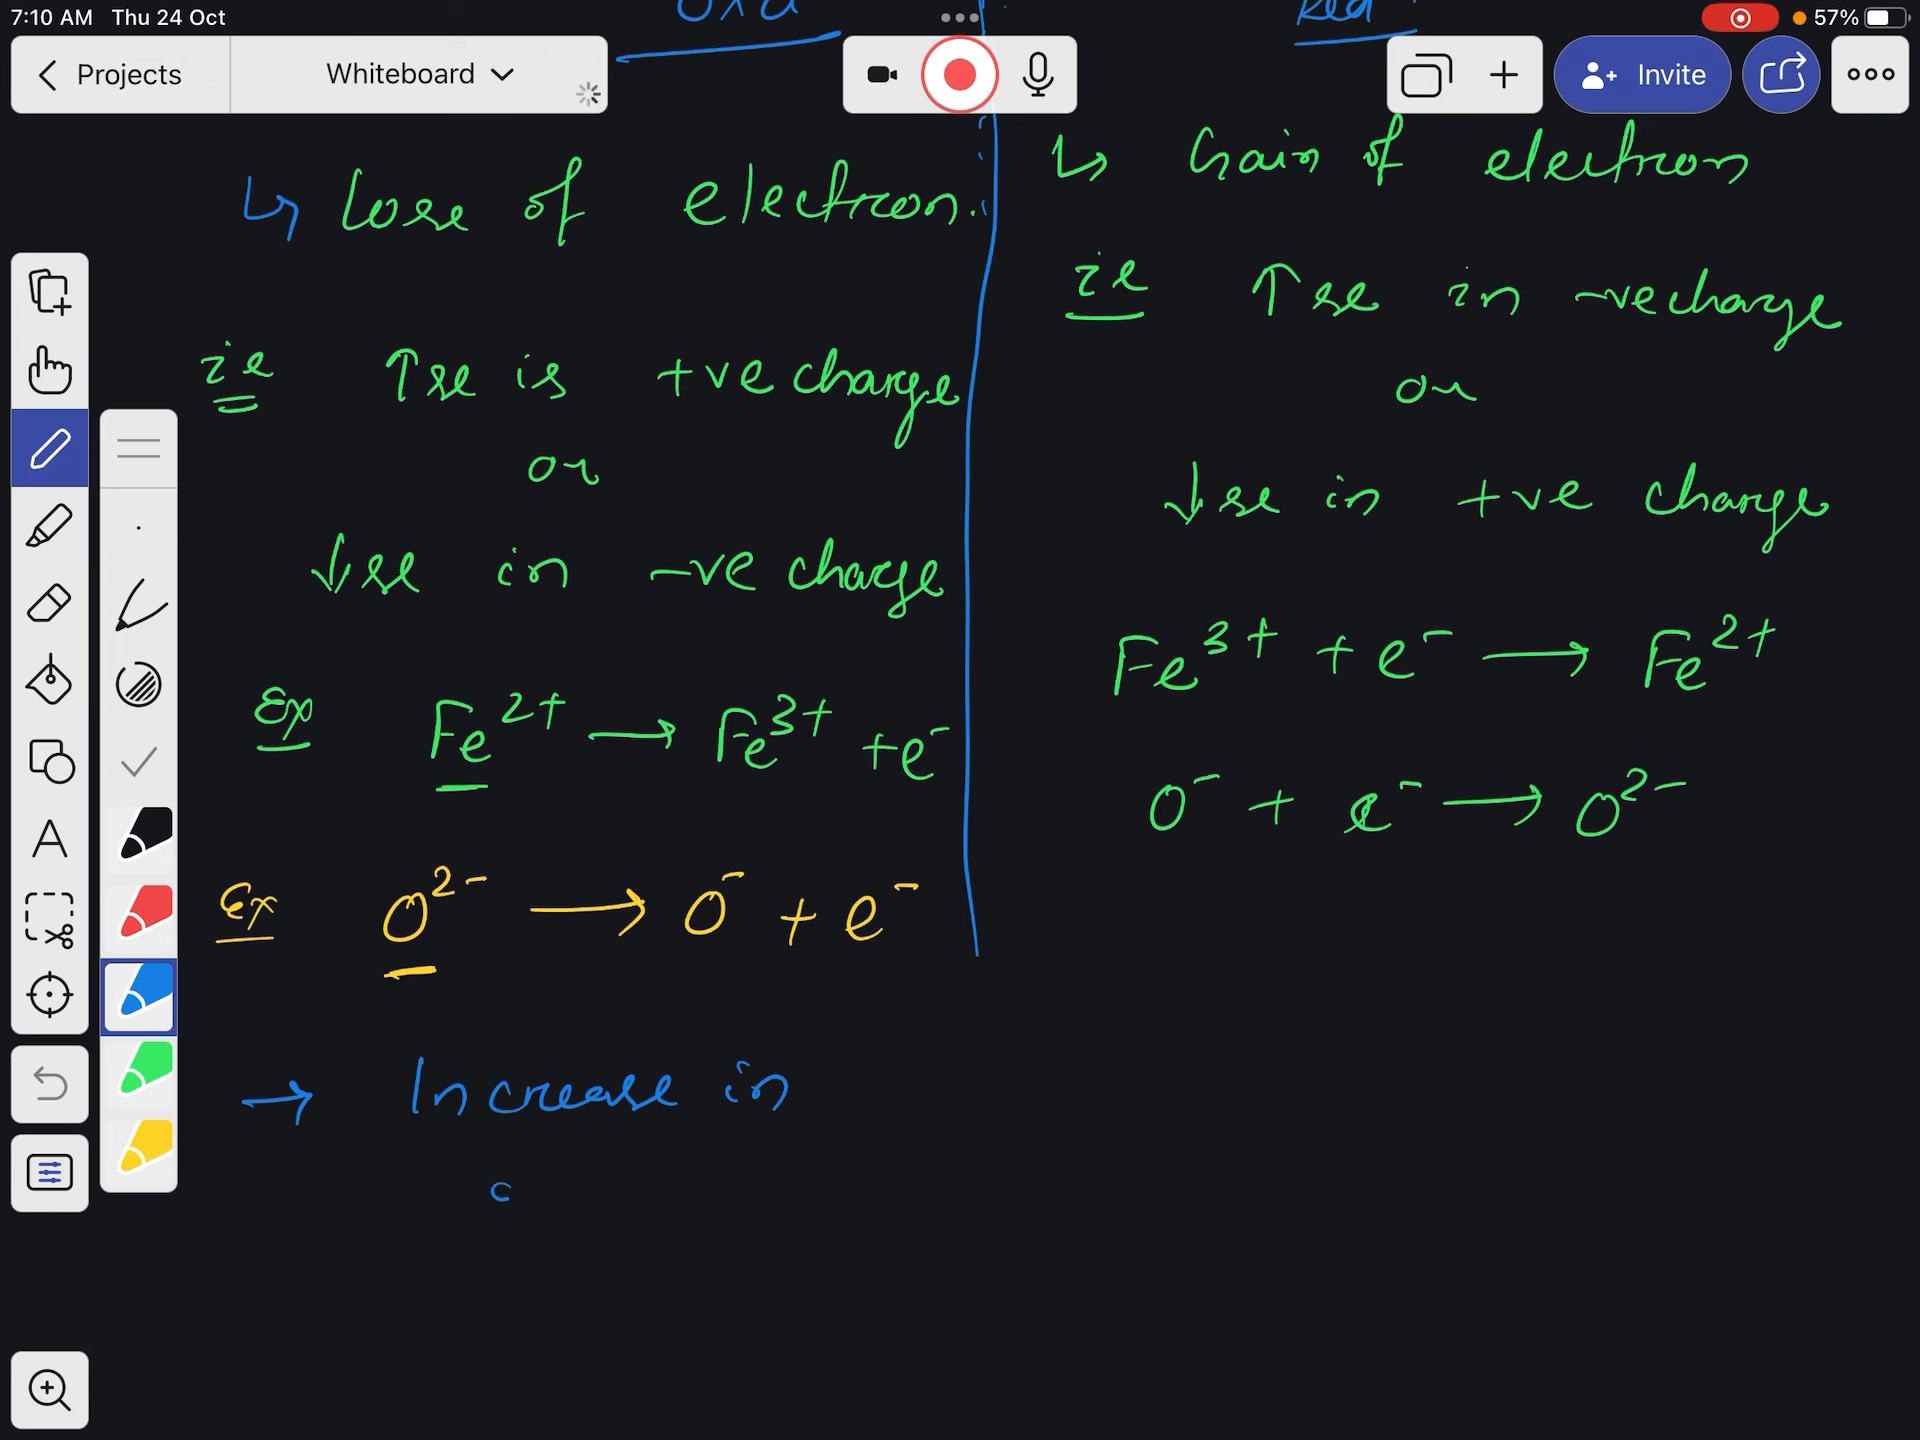 7:10 AM Thu 24 Oct
57%
Projects
Whiteboard
Invite
Oxd
Red
↳ Lose of electron.
ie ↑se is +ve charge
or
↓se in -ve charge
Ex Fe²⁺ → Fe³⁺ + e⁻
Ex O²⁻ → O⁻ + e⁻
→ Increase in
c
↳ Gain of electron
ie ↑se in -ve charge
or
↓se in +ve charge
Fe³⁺ + e⁻ → Fe²⁺
O⁻ + e⁻ → O²⁻
A